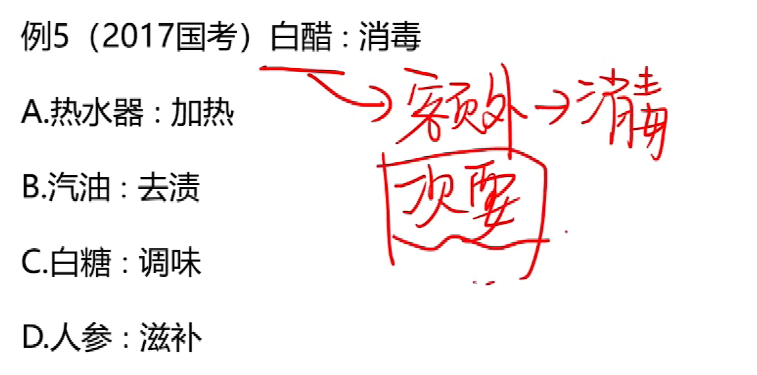 例5（2017国考）白醋：消毒
额外→消毒
A.热水器：加热
次要
B.汽油：去渍
C.白糖：调味
D.人参：滋补